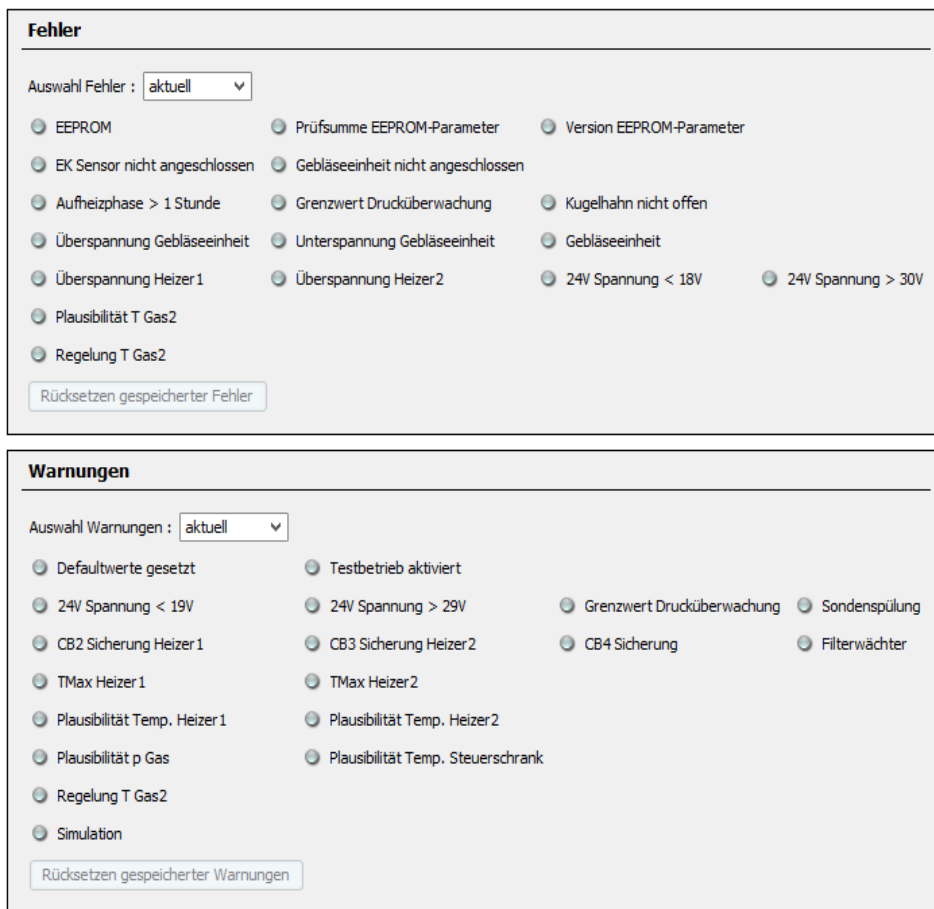 Fehler
Auswahl Fehler : aktuell
EEPROM Prüfsumme EEPROM-Parameter Version EEPROM-Parameter
EK Sensor nicht angeschlossen Gebläseeinheit nicht angeschlossen
Aufheizphase > 1 Stunde Grenzwert Drucküberwachung Kugelhahn nicht offen
Überspannung Gebläseeinheit Unterspannung Gebläseeinheit Gebläseeinheit
Überspannung Heizer1 Überspannung Heizer2 24V Spannung < 18V 24V Spannung > 30V
Plausibilität T Gas2
Regelung T Gas2
Rücksetzen gespeicherter Fehler
Warnungen
Auswahl Warnungen : aktuell
Defaultwerte gesetzt Testbetrieb aktiviert
24V Spannung < 19V 24V Spannung > 29V Grenzwert Drucküberwachung Sondenspülung
CB2 Sicherung Heizer1 CB3 Sicherung Heizer2 CB4 Sicherung Filterwächter
TMax Heizer1 TMax Heizer2
Plausibilität Temp. Heizer1 Plausibilität Temp. Heizer2
Plausibilität p Gas Plausibilität Temp. Steuerschrank
Regelung T Gas2
Simulation
Rücksetzen gespeicherter Warnungen